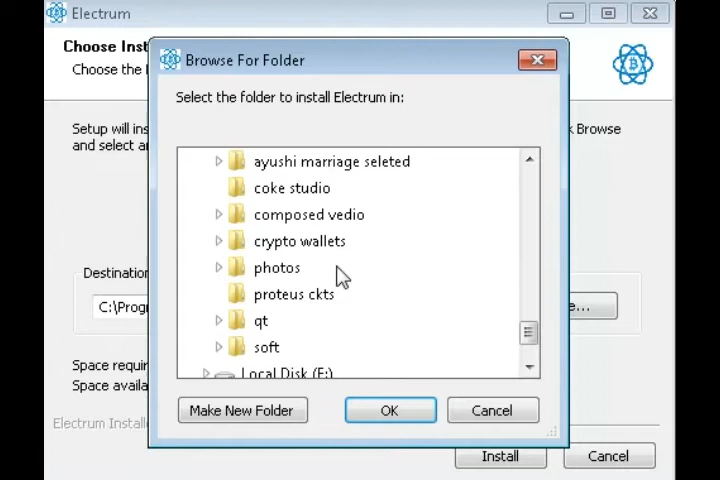 Electrum
Choose Inst
Choose the
Browse For Folder
Select the folder to install Electrum in:
Setup will ins
k Browse
and select an
ayushi marriage seleted
coke studio
composed vedio
crypto wallets
photos
proteus ckts
qt
soft
Local Disk (F:)
Destination
C:\Progr
e...
Space requir
Space availa
Make New Folder
OK
Cancel
Electrum Installe
Install
Cancel